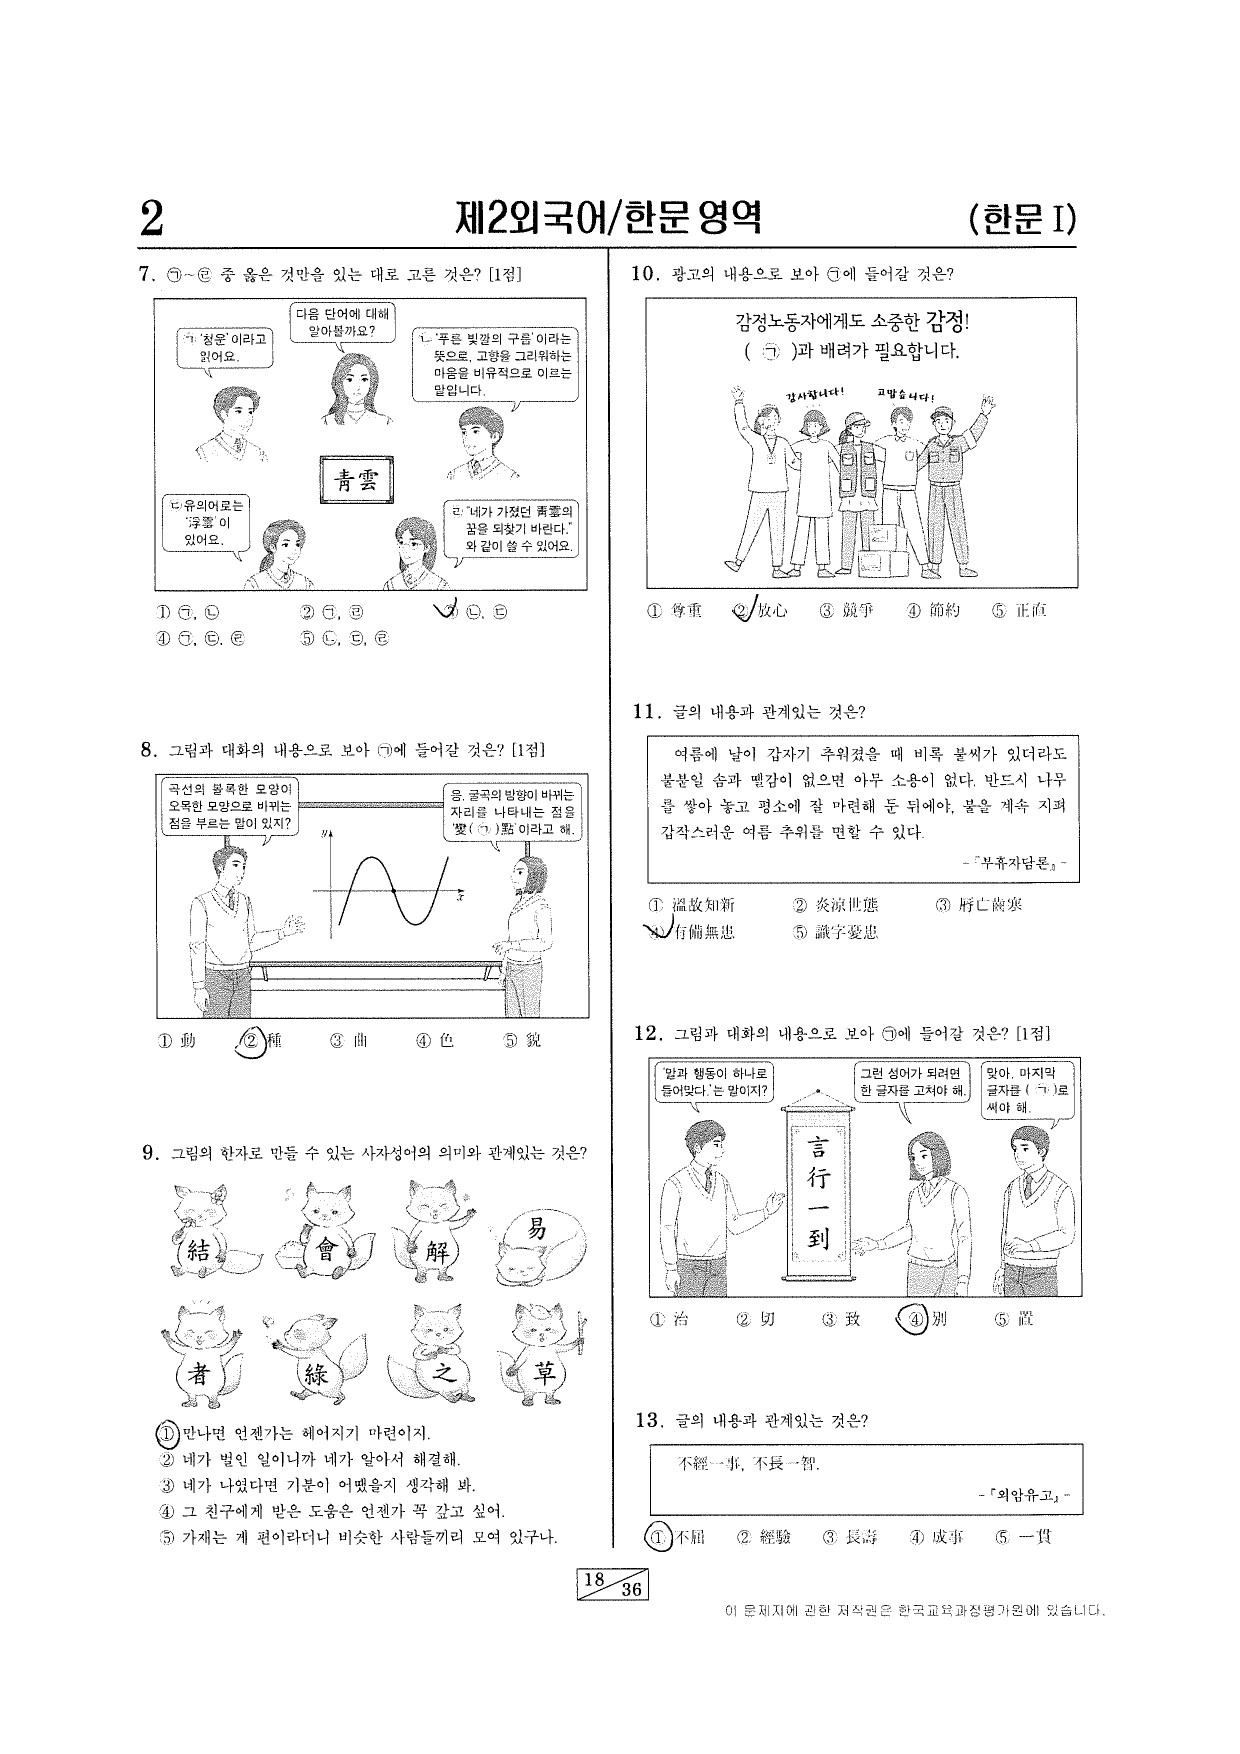 2
제2외국어/한문 영역
(한문 I)
7. ㉠~㉣ 중 옳은 것만을 있는 대로 고른 것은? [1점]
다음 단어에 대해
알아볼까요?
㉠ '청운'이라고
읽어요.
㉡ '푸른 빛깔의 구름'이라는
뜻으로, 고향을 그리워하는
마음을 비유적으로 이르는
말입니다.
靑雲
㉢ 유의어로는
'浮雲'이
있어요.
㉣ "네가 가졌던 靑雲의
꿈을 되찾기 바란다."
와 같이 쓸 수 있어요.
① ㉠, ㉡ ② ㉠, ㉣ ③ ㉡, ㉢
④ ㉠, ㉢, ㉣ ⑤ ㉡, ㉢, ㉣
8. 그림과 대화의 내용으로 보아 ㉠에 들어갈 것은? [1점]
곡선의 볼록한 모양이
오목한 모양으로 바뀌는
점을 부르는 말이 있지?
응, 굴곡의 방향이 바뀌는
자리를 나타내는 점을
'變( ㉠ )點'이라고 해.
y
x
① 動 ② 種 ③ 曲 ④ 色 ⑤ 貌
9. 그림의 한자로 만들 수 있는 사자성어의 의미와 관계있는 것은?
結 會 解 易
者 綠 之 草
① 만나면 언젠가는 헤어지기 마련이지.
② 네가 벌인 일이니까 네가 알아서 해결해.
③ 네가 나였다면 기분이 어땠을지 생각해 봐.
④ 그 친구에게 받은 도움은 언젠가 꼭 갚고 싶어.
⑤ 가재는 게 편이라더니 비슷한 사람들끼리 모여 있구나.
10. 광고의 내용으로 보아 ㉠에 들어갈 것은?
감정노동자에게도 소중한 감정!
( ㉠ )과 배려가 필요합니다.
감사합니다!
고맙습니다!
① 尊重 ② 放心 ③ 競爭 ④ 節約 ⑤ 正直
11. 글의 내용과 관계있는 것은?
여름에 날이 갑자기 추워졌을 때 비록 불씨가 있더라도
불붙일 솜과 땔감이 없으면 아무 소용이 없다. 반드시 나무
를 쌓아 놓고 평소에 잘 마련해 둔 뒤에야, 불을 계속 지펴
갑작스러운 여름 추위를 면할 수 있다.
-『부휴자담론』-
① 溫故知新 ② 炎涼世態 ③ 脣亡齒寒
④ 有備無患 ⑤ 識字憂患
12. 그림과 대화의 내용으로 보아 ㉠에 들어갈 것은? [1점]
'말과 행동이 하나로
들어맞다.'는 말이지?
그런 성어가 되려면
한 글자를 고쳐야 해.
맞아. 마지막
글자를 ( ㉠ )로
써야 해.
言
行
一
到
① 治 ② 切 ③ 致 ④ 別 ⑤ 置
13. 글의 내용과 관계있는 것은?
不經一事, 不長一智.
-『외암유고』-
① 不屈 ② 經驗 ③ 長壽 ④ 成事 ⑤ 一貫
18
36
이 문제지에 관한 저작권은 한국교육과정평가원에 있습니다.